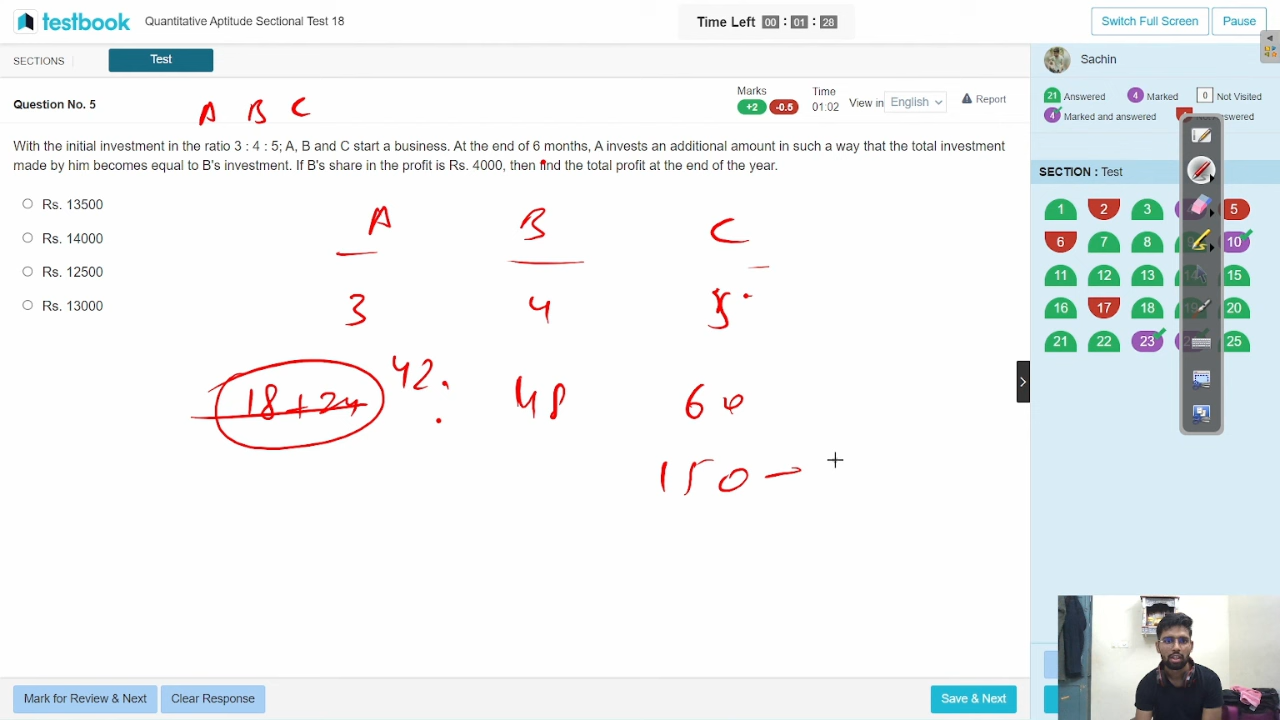 testbook Quantitative Aptitude Sectional Test 18 Time Left 00 : 01 : 28 Switch Full Screen Pause
SECTIONS Test Sachin
Question No. 5 A B C Marks +2 -0.5 Time 01:02 View in English Report
21 Answered 4 Marked 0 Not Visited
4 Marked and answered
With the initial investment in the ratio 3 : 4 : 5; A, B and C start a business. At the end of 6 months, A invests an additional amount in such a way that the total investment
made by him becomes equal to B's investment. If B's share in the profit is Rs. 4000, then find the total profit at the end of the year.
SECTION : Test
Rs. 13500
Rs. 14000
Rs. 12500
Rs. 13000
A B C
3 4 5
18+24 42 : 48 60
150 –
1 2 3 5
6 7 8 10
11 12 13 14 15
16 17 18 20
21 22 23 25
Mark for Review & Next Clear Response Save & Next